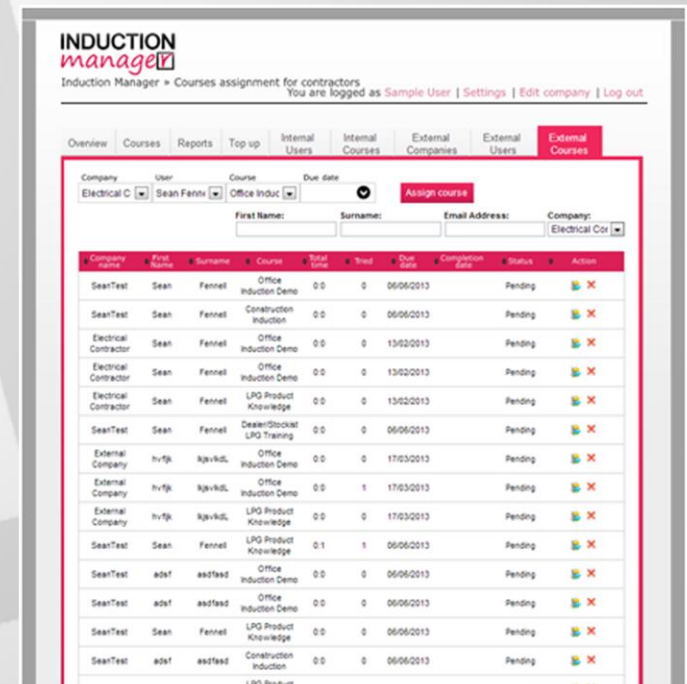 INDUCTION
manager
Induction Manager » Courses assignment for contractors
You are logged as Sample User | Settings | Edit company | Log out
Overview Courses Reports Top up Internal Users Internal Courses External Companies External Users External Courses
Company User Course Due date
Electrical C Sean Fenne Office Induc Assign course
First Name: Surname: Email Address: Company:
Electrical Cor
Company name First Name Surname Course Total time Tried Due date Completion date Status Action
SeanTest Sean Fennell Office Induction Demo 0:0 0 06/06/2013 Pending
SeanTest Sean Fennell Construction Induction 0:0 0 06/06/2013 Pending
Electrical Contractor Sean Fennell Office Induction Demo 0:0 0 13/02/2013 Pending
Electrical Contractor Sean Fennell Office Induction Demo 0:0 0 13/02/2013 Pending
Electrical Contractor Sean Fennell LPG Product Knowledge 0:0 0 13/02/2013 Pending
SeanTest Sean Fennell Dealer/Stockist LPG Training 0:0 0 06/06/2013 Pending
External Company hvfjk Office Induction Demo 0:0 0 17/03/2013 Pending
External Company hvfjk Office Induction Demo 0:0 1 17/03/2013 Pending
External Company hvfjk LPG Product Knowledge 0:0 0 17/03/2013 Pending
SeanTest Sean Fennell LPG Product Knowledge 0:1 1 06/06/2013 Pending
SeanTest adsf asdfasd Office Induction Demo 0:0 0 06/06/2013 Pending
SeanTest adsf asdfasd Office Induction Demo 0:0 0 06/06/2013 Pending
SeanTest Sean Fennell LPG Product Knowledge 0:0 0 06/06/2013 Pending
SeanTest adsf asdfasd Construction Induction 0:0 0 06/06/2013 Pending
LPG Product